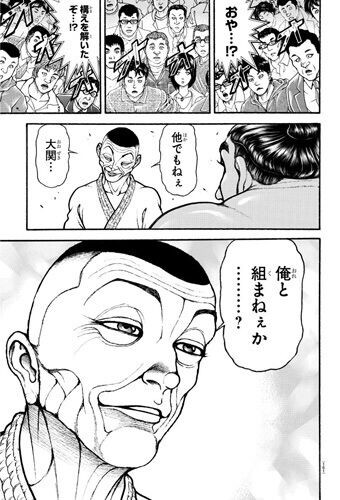 おや…!?
構えを解いた
ぞ…!?
他でもねぇ
大関…
俺と
組まねぇか
…………?